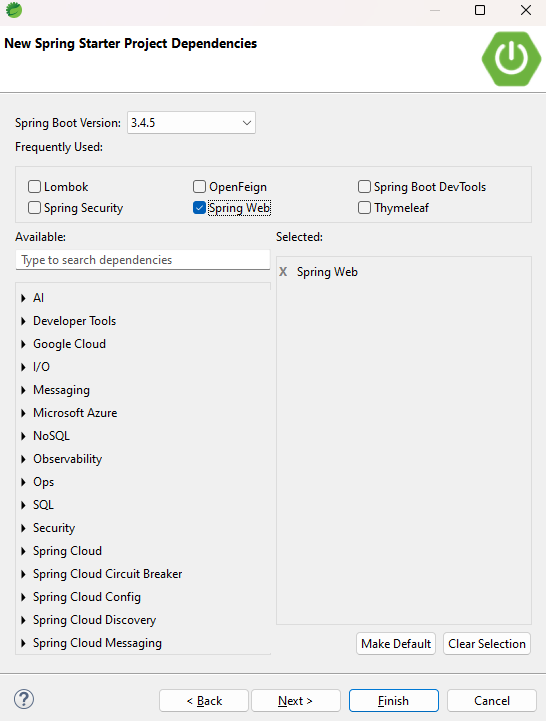 New Spring Starter Project Dependencies
Spring Boot Version: 3.4.5
Frequently Used:
Lombok OpenFeign Spring Boot DevTools
Spring Security Spring Web Thymeleaf
Available: Selected:
Type to search dependencies
X Spring Web
AI
Developer Tools
Google Cloud
I/O
Messaging
Microsoft Azure
NoSQL
Observability
Ops
SQL
Security
Spring Cloud
Spring Cloud Circuit Breaker
Spring Cloud Config
Spring Cloud Discovery
Spring Cloud Messaging
Make Default Clear Selection
? < Back Next > Finish Cancel